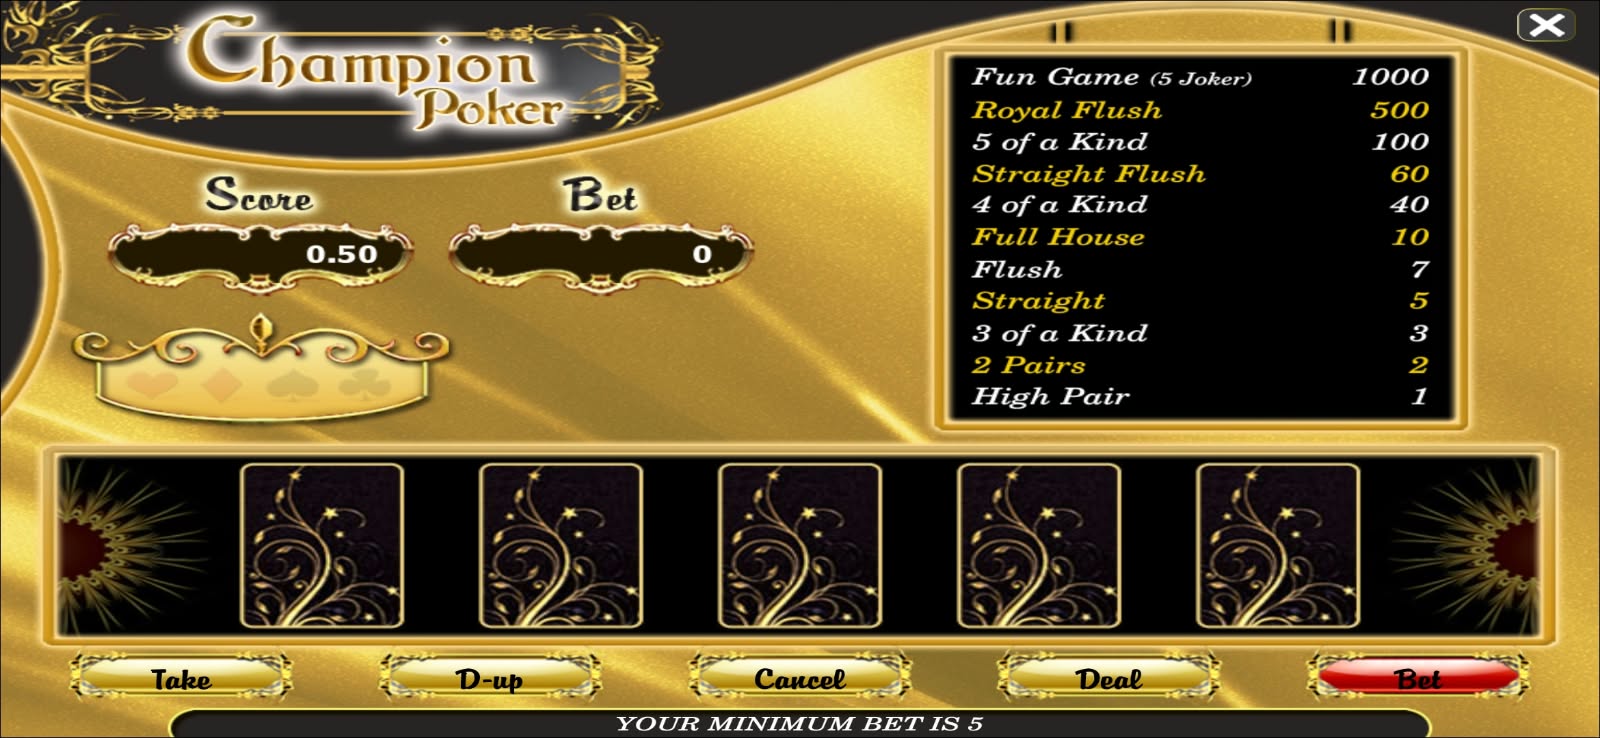 Champion
Poker
Score
0.50
Bet
0
Fun Game (5 Joker) 1000
Royal Flush 500
5 of a Kind 100
Straight Flush 60
4 of a Kind 40
Full House 10
Flush 7
Straight 5
3 of a Kind 3
2 Pairs 2
High Pair 1
Take
D-up
Cancel
Deal
Bet
YOUR MINIMUM BET IS 5